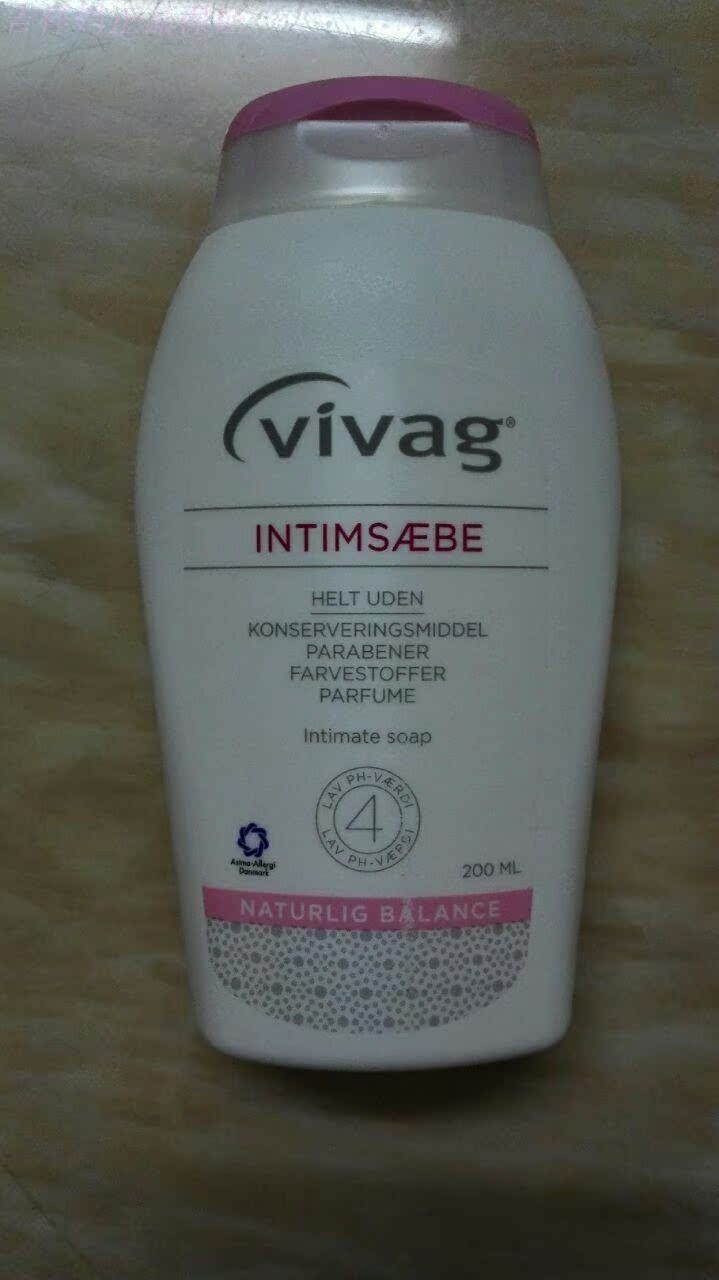 vivag®
INTIMSÆBE
HELT UDEN
KONSERVERINGSMIDDEL
PARABENER
FARVESTOFFER
PARFUME
Intimate soap
LAV PH-VÆRDI
4
LAV PH-VÆPSI
Astma-Allergi
Danmark
200 ML
NATURLIG BALANCE